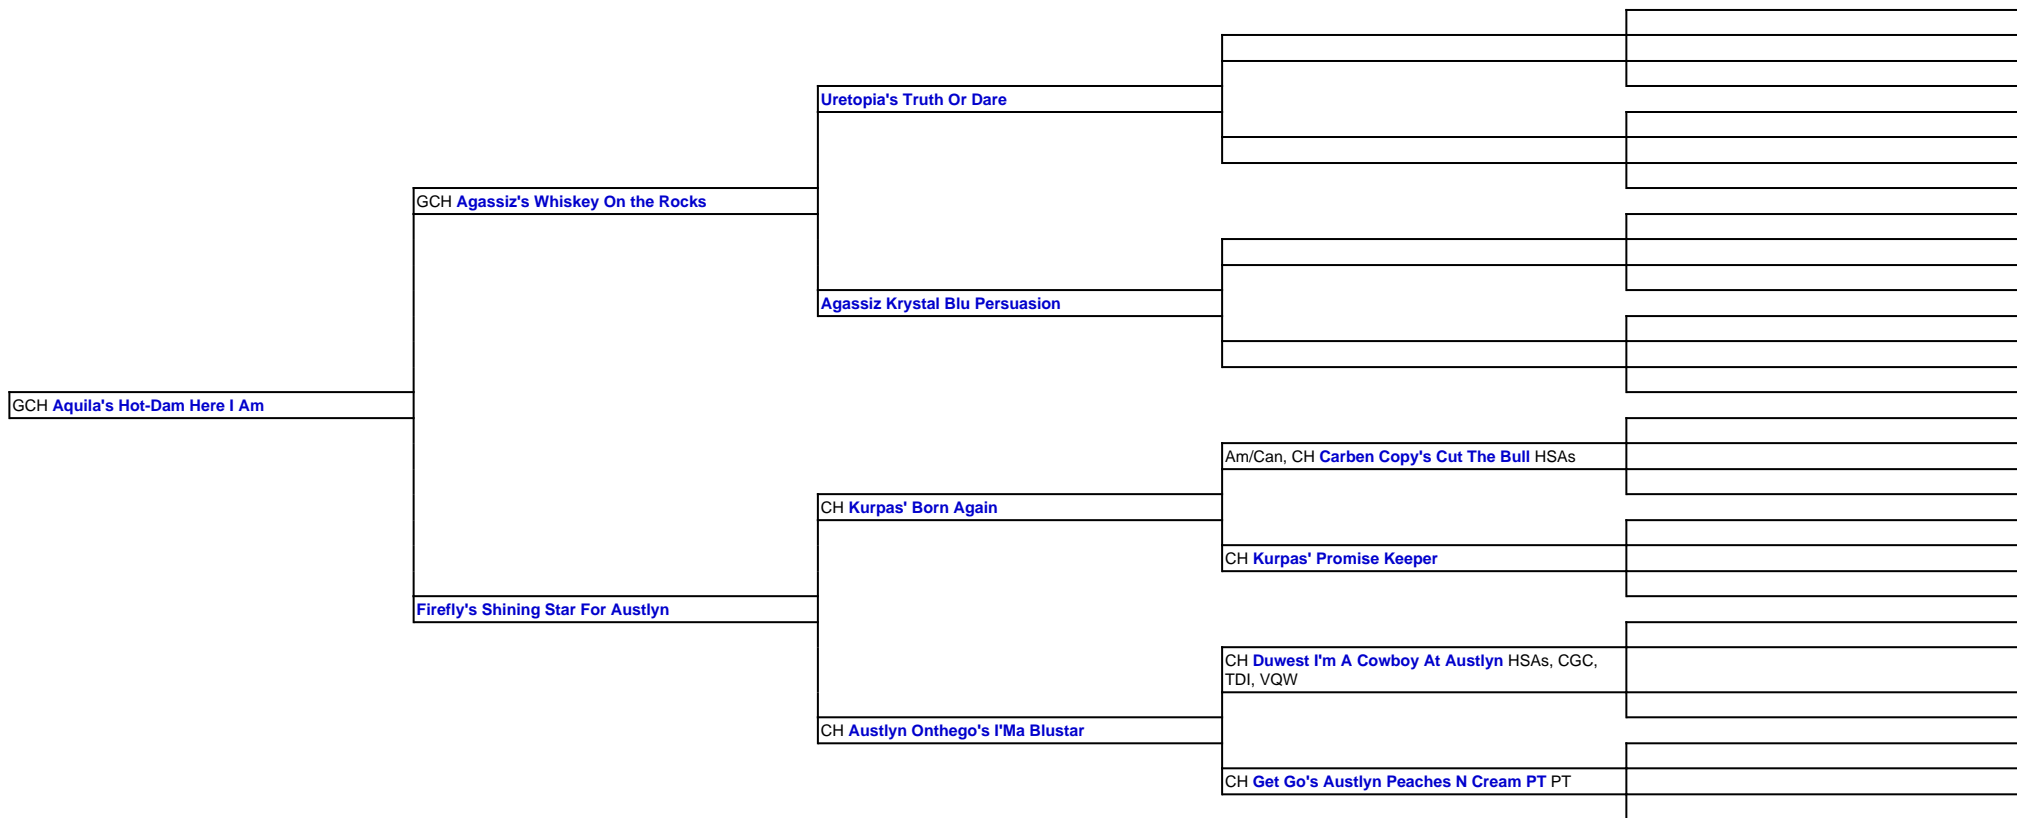 Uretopia's Truth Or Dare
GCH Agassiz's Whiskey On the Rocks
Agassiz Krystal Blu Persuasion
GCH Aquila's Hot-Dam Here I Am
Am/Can, CH Carben Copy's Cut The Bull HSAs
CH Kurpas' Born Again
CH Kurpas' Promise Keeper
Firefly's Shining Star For Austlyn
CH Duwest I'm A Cowboy At Austlyn HSAs, CGC,
TDI, VQW
CH Austlyn Onthego's I'Ma Blustar
CH Get Go's Austlyn Peaches N Cream PT PT